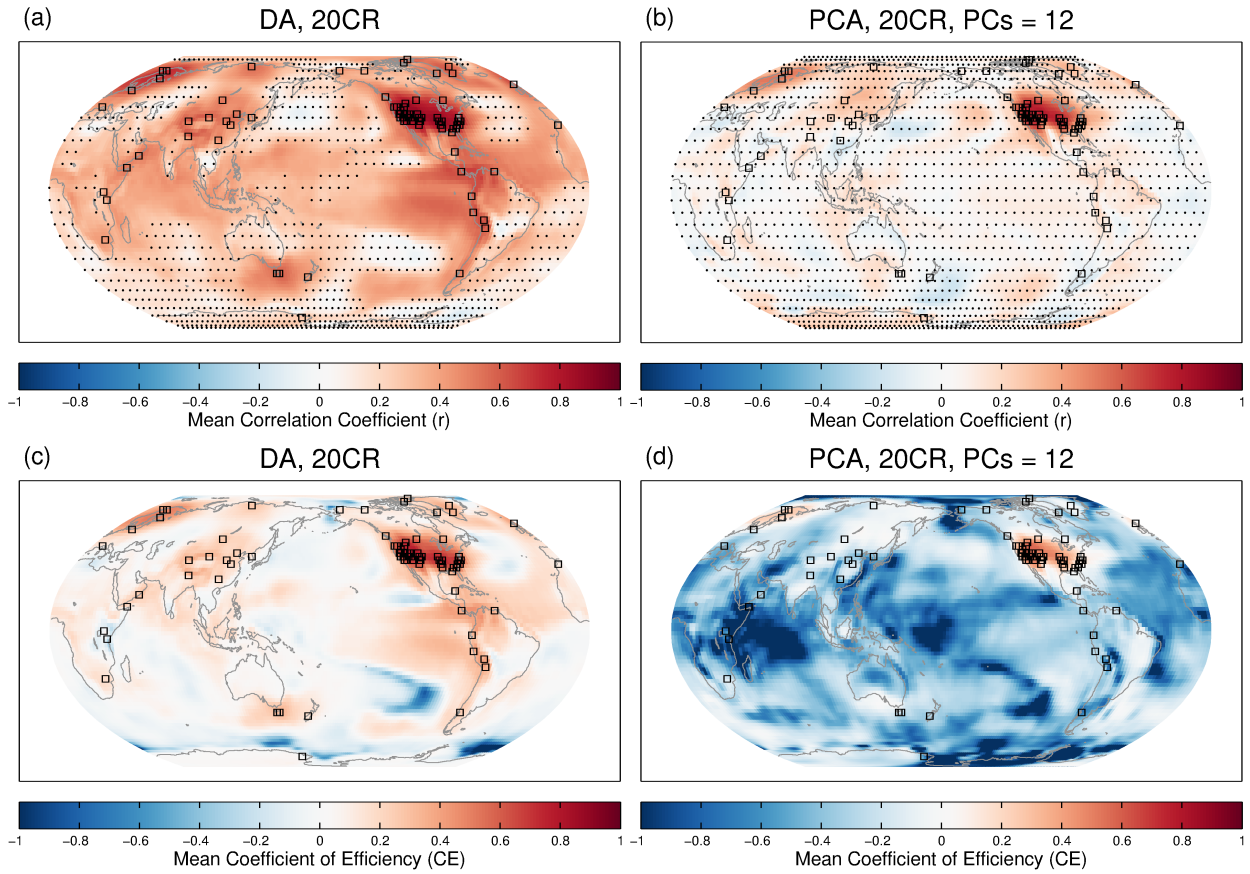 (a) DA, 20CR
(b) PCA, 20CR, PCs = 12
−1 −0.8 −0.6 −0.4 −0.2 0 0.2 0.4 0.6 0.8 1
Mean Correlation Coefficient (r)
−1 −0.8 −0.6 −0.4 −0.2 0 0.2 0.4 0.6 0.8 1
Mean Correlation Coefficient (r)
(c) DA, 20CR
(d) PCA, 20CR, PCs = 12
−1 −0.8 −0.6 −0.4 −0.2 0 0.2 0.4 0.6 0.8 1
Mean Coefficient of Efficiency (CE)
−1 −0.8 −0.6 −0.4 −0.2 0 0.2 0.4 0.6 0.8 1
Mean Coefficient of Efficiency (CE)